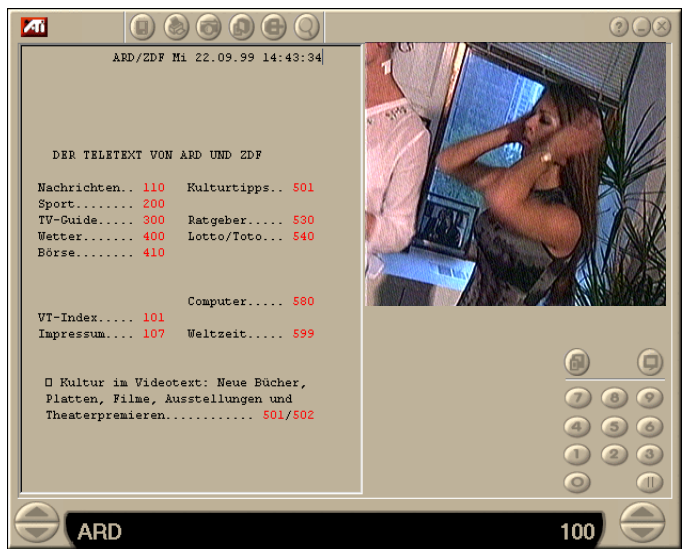 ATi
ARD/ZDF Mi 22.09.99 14:43:34
DER TELETEXT VON ARD UND ZDF
Nachrichten.. 110 Kulturtipps.. 501
Sport........ 200
TV-Guide..... 300 Ratgeber..... 530
Wetter....... 400 Lotto/Toto... 540
Börse........ 410
Computer..... 580
VT-Index..... 101
Impressum.... 107 Weltzeit..... 599
Kultur im Videotext: Neue Bücher,
Platten, Filme, Ausstellungen und
Theaterpremieren............ 501/502
7 8 9
4 5 6
1 2 3
0
ARD 100